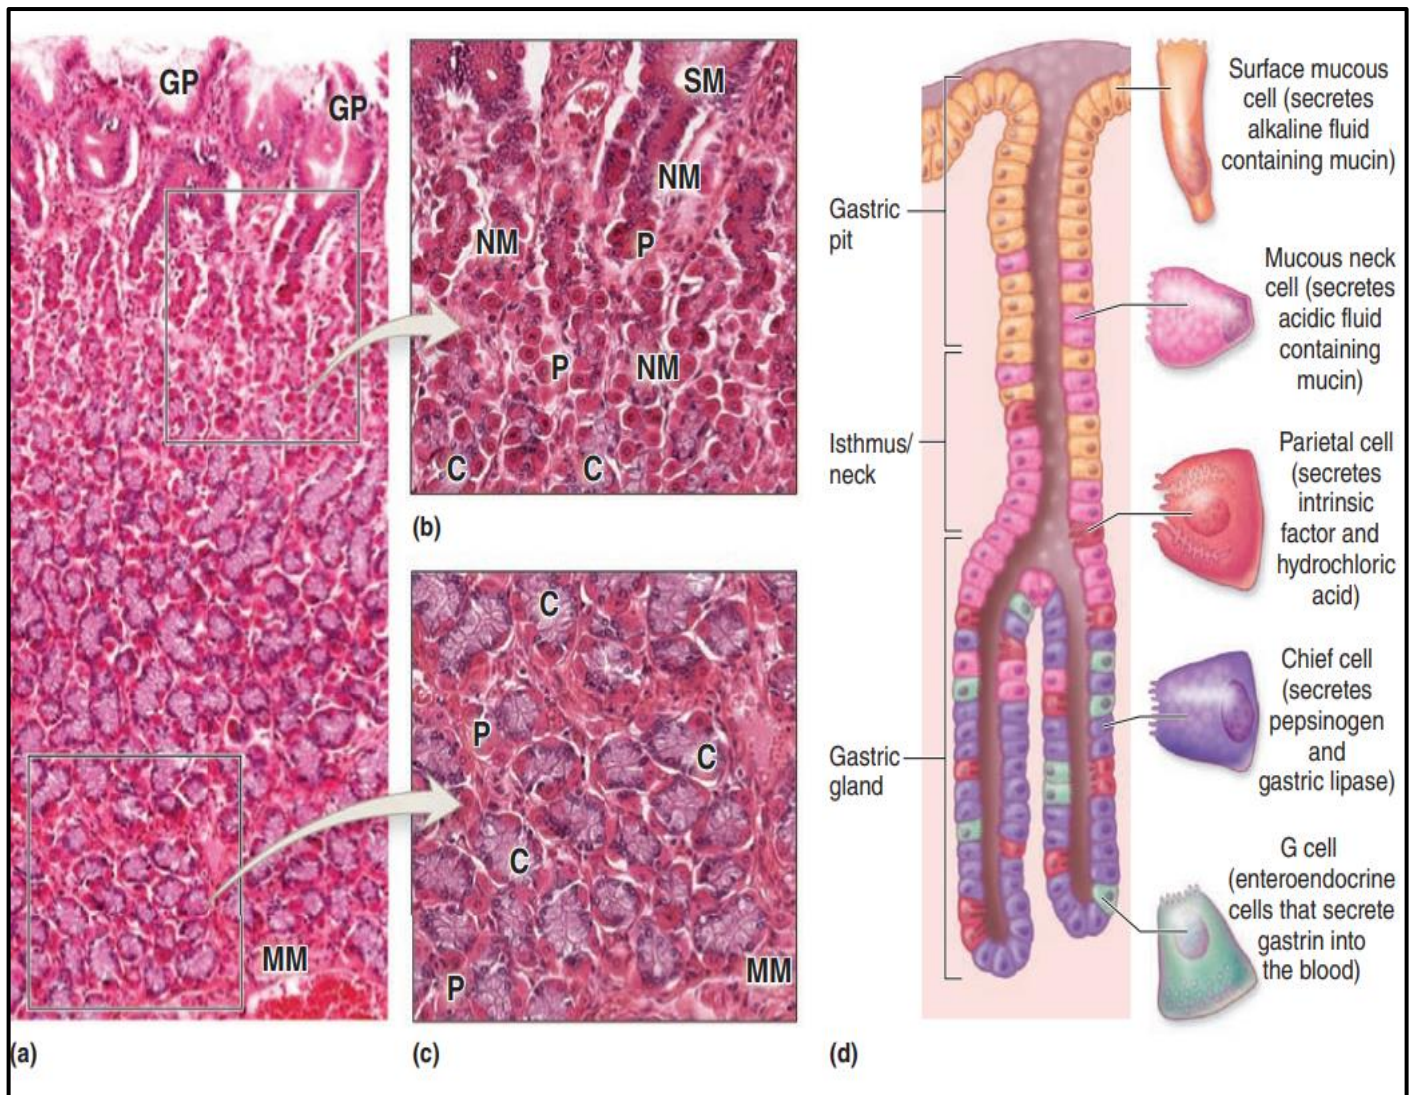 GP
GP
MM
(a)
SM
NM
NM
P
P
NM
C
C
(b)
C
P
C
C
P
MM
(c)
Gastric
pit
Isthmus/
neck
Gastric
gland
Surface mucous
cell (secretes
alkaline fluid
containing mucin)
Mucous neck
cell (secretes
acidic fluid
containing
mucin)
Parietal cell
(secretes
intrinsic
factor and
hydrochloric
acid)
Chief cell
(secretes
pepsinogen
and
gastric lipase)
G cell
(enteroendocrine
cells that secrete
gastrin into
the blood)
(d)